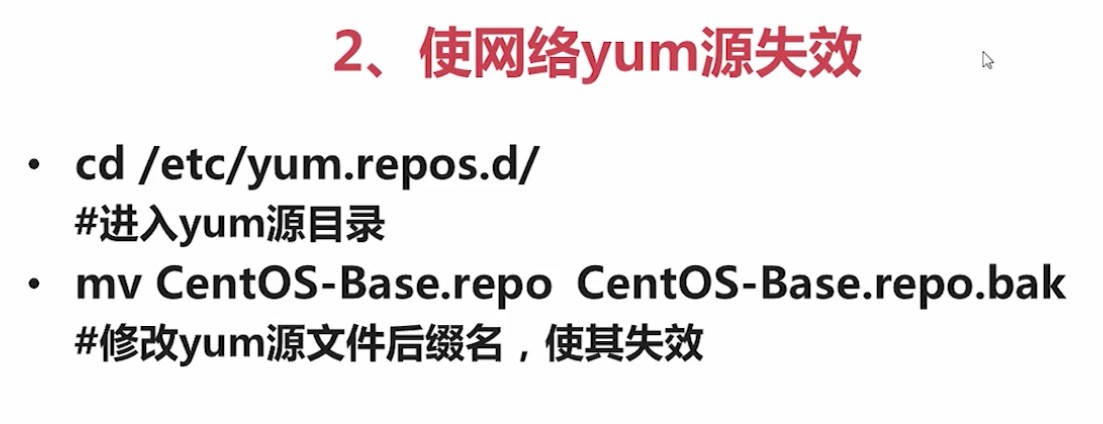 2、使网络yum源失效
• cd /etc/yum.repos.d/
#进入yum源目录
• mv CentOS-Base.repo  CentOS-Base.repo.bak
#修改yum源文件后缀名，使其失效